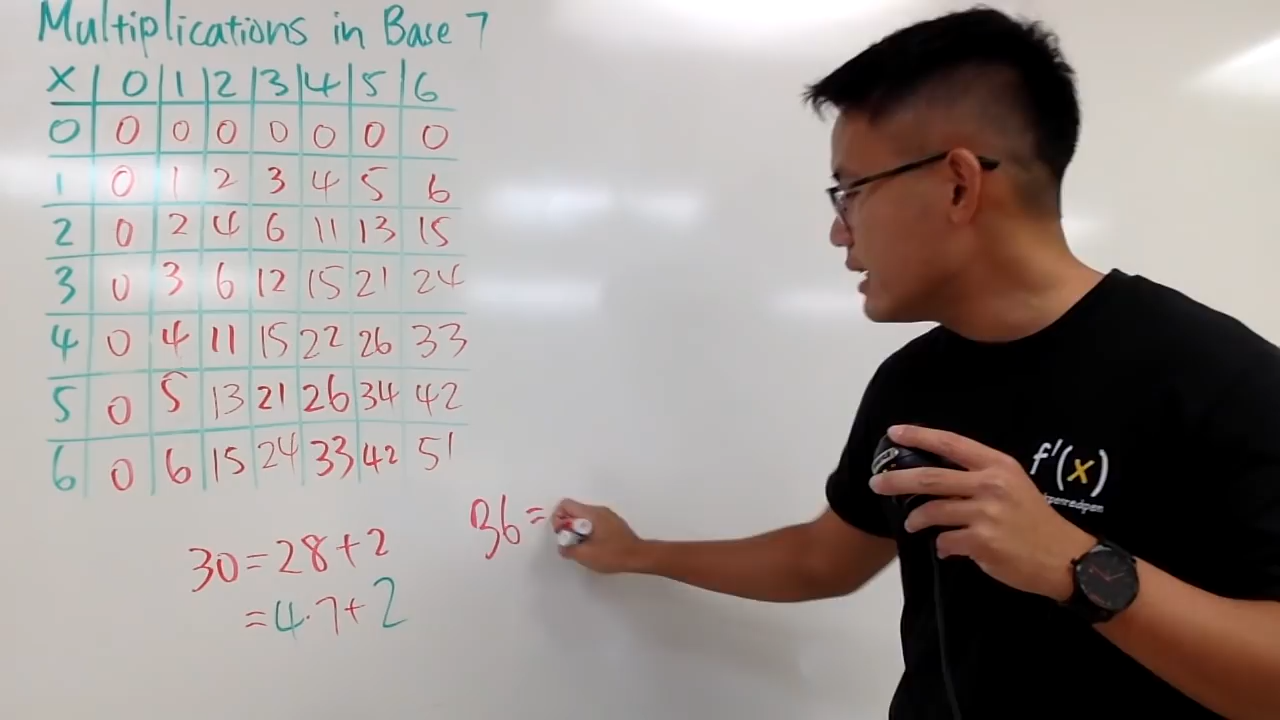 Multiplications in Base 7
X 0 1 2 3 4 5 6
0 0 0 0 0 0 0 0
1 0 1 2 3 4 5 6
2 0 2 4 6 11 13 15
3 0 3 6 12 15 21 24
4 0 4 11 15 22 26 33
5 0 5 13 21 26 34 42
6 0 6 15 24 33 42 51
30 = 28 + 2
= 4·7 + 2
36 =
f'(x)